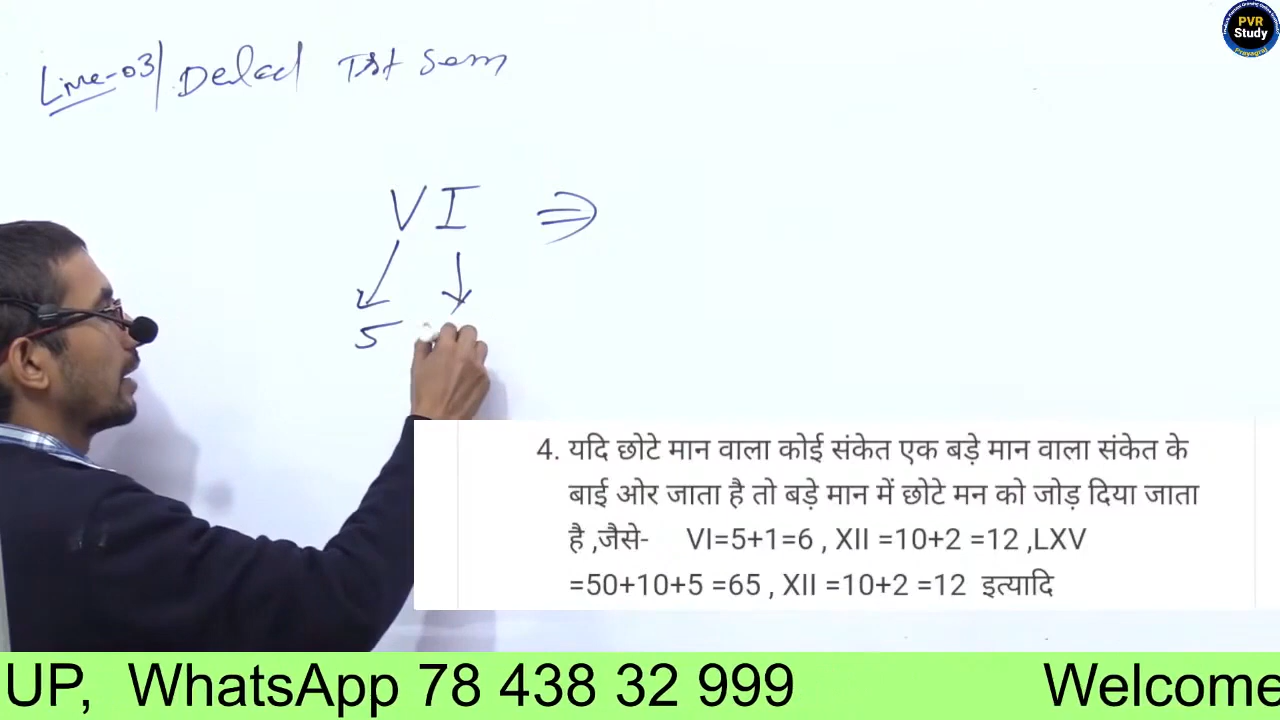 Live-03/ Deled Ist Sem
PVR
Study
Prayagraj
VI ⇒
5
4. यदि छोटे मान वाला कोई संकेत एक बड़े मान वाला संकेत के
बाई ओर जाता है तो बड़े मान में छोटे मन को जोड़ दिया जाता
है ,जैसे- VI=5+1=6 , XII =10+2 =12 ,LXV
=50+10+5 =65 , XII =10+2 =12 इत्यादि
UP, WhatsApp 78 438 32 999 Welcome